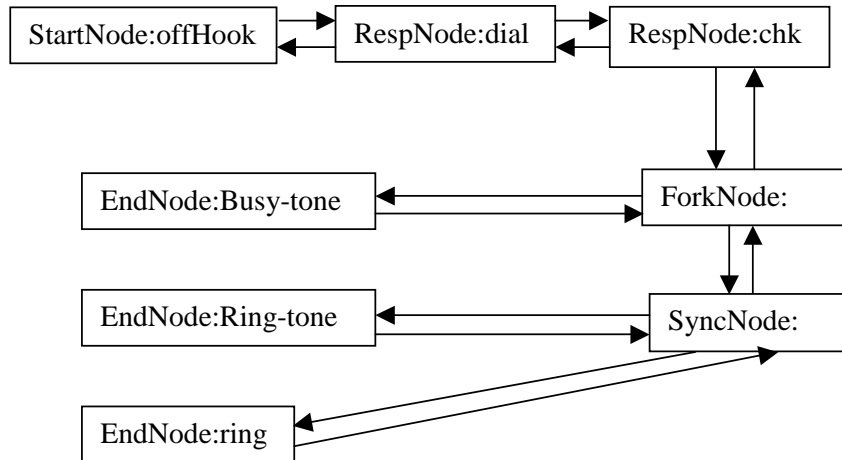 StartNode:offHook
RespNode:dial
RespNode:chk
EndNode:Busy-tone
ForkNode:
EndNode:Ring-tone
SyncNode:
EndNode:ring